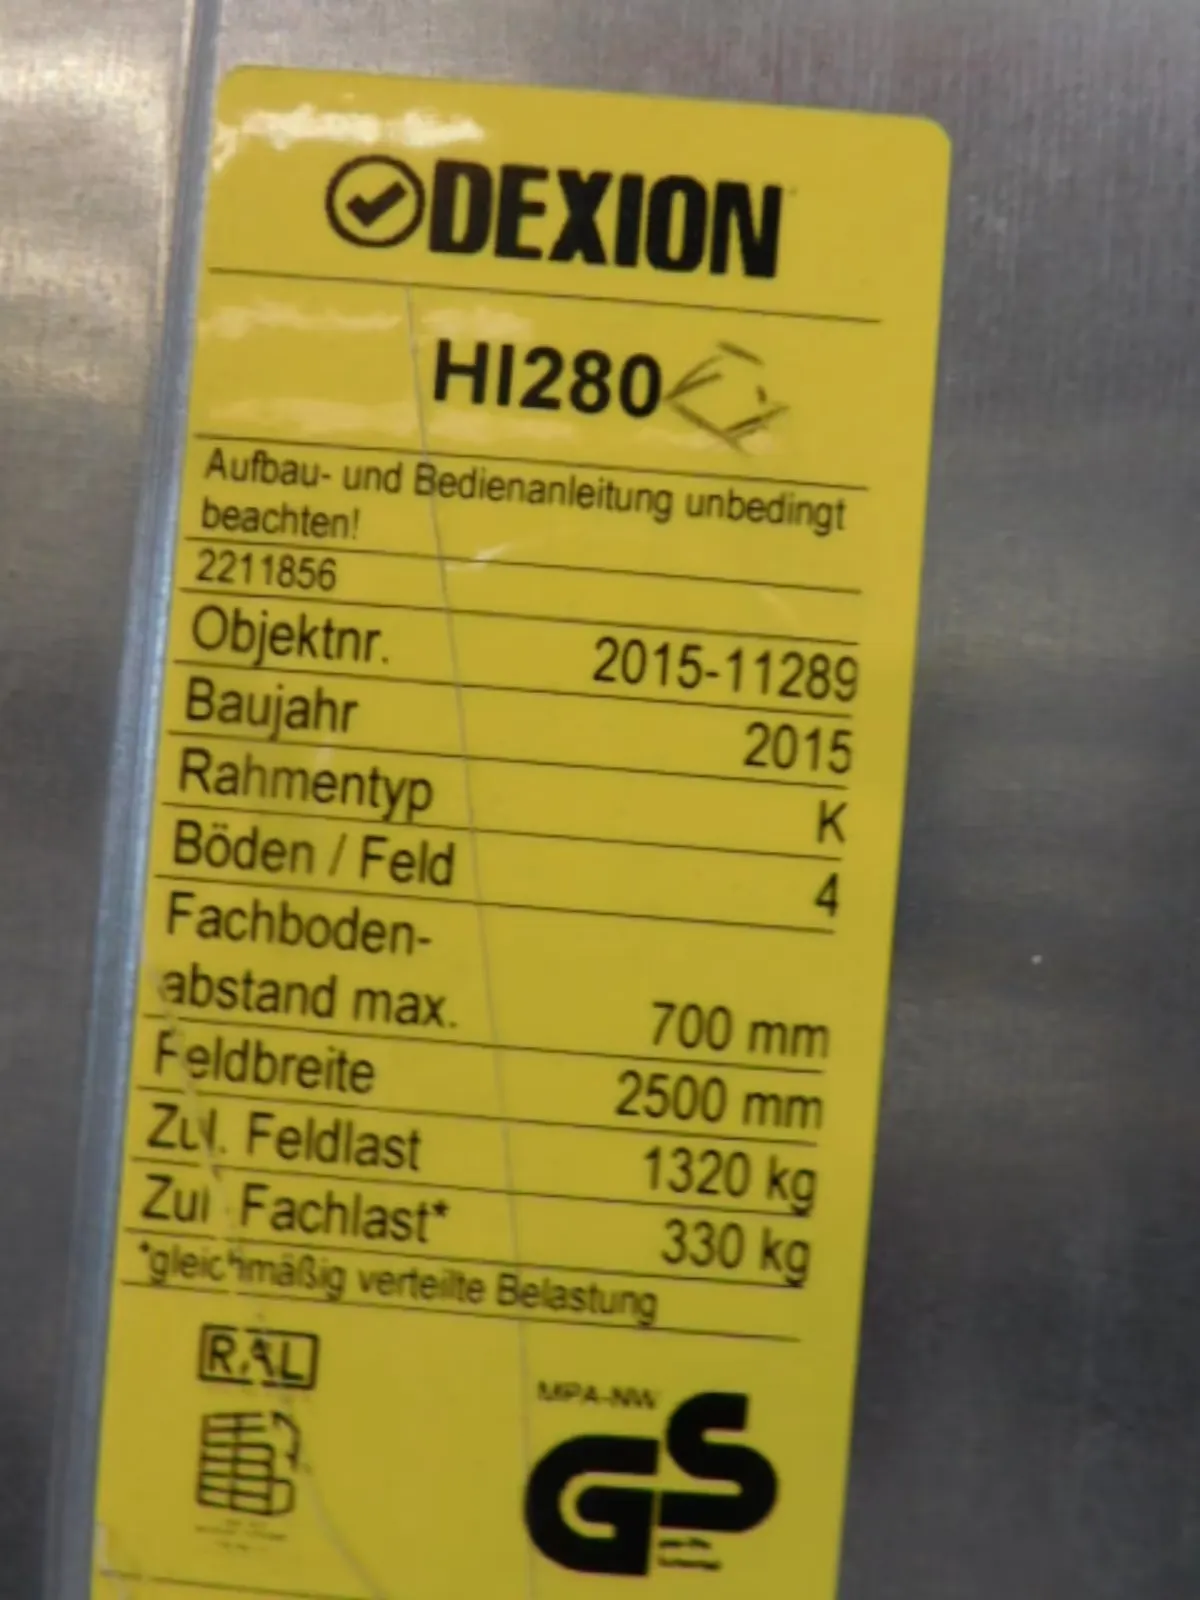 DEXION
HI280
Aufbau- und Bedienanleitung unbedingt
beachten!
2211856
Objektnr. 2015-11289
Baujahr 2015
Rahmentyp K
Böden / Feld 4
Fachboden-
abstand max. 700 mm
Feldbreite 2500 mm
Zul. Feldlast 1320 kg
Zul Fachlast* 330 kg
*gleichmäßig verteilte Belastung
RAL
MPA-NW
GS